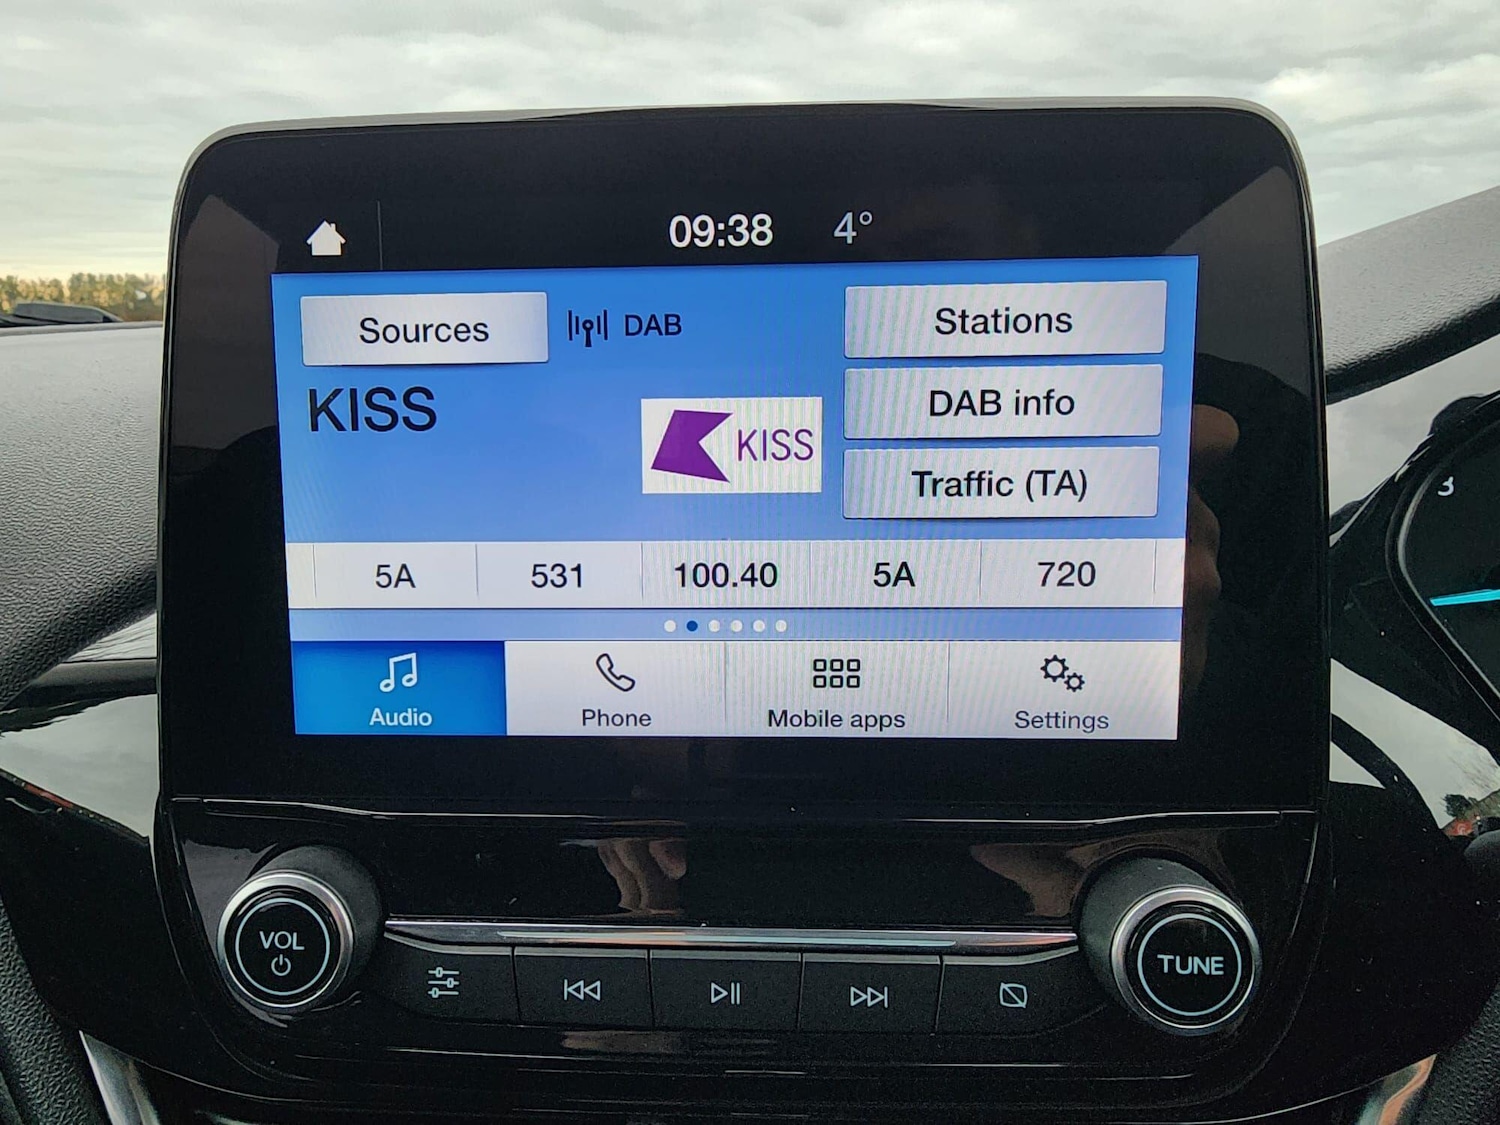 09:38 4°
Sources DAB Stations
KISS
KISS
DAB info
Traffic (TA)
5A 531 100.40 5A 720
Audio Phone Mobile apps Settings
VOL
TUNE
3